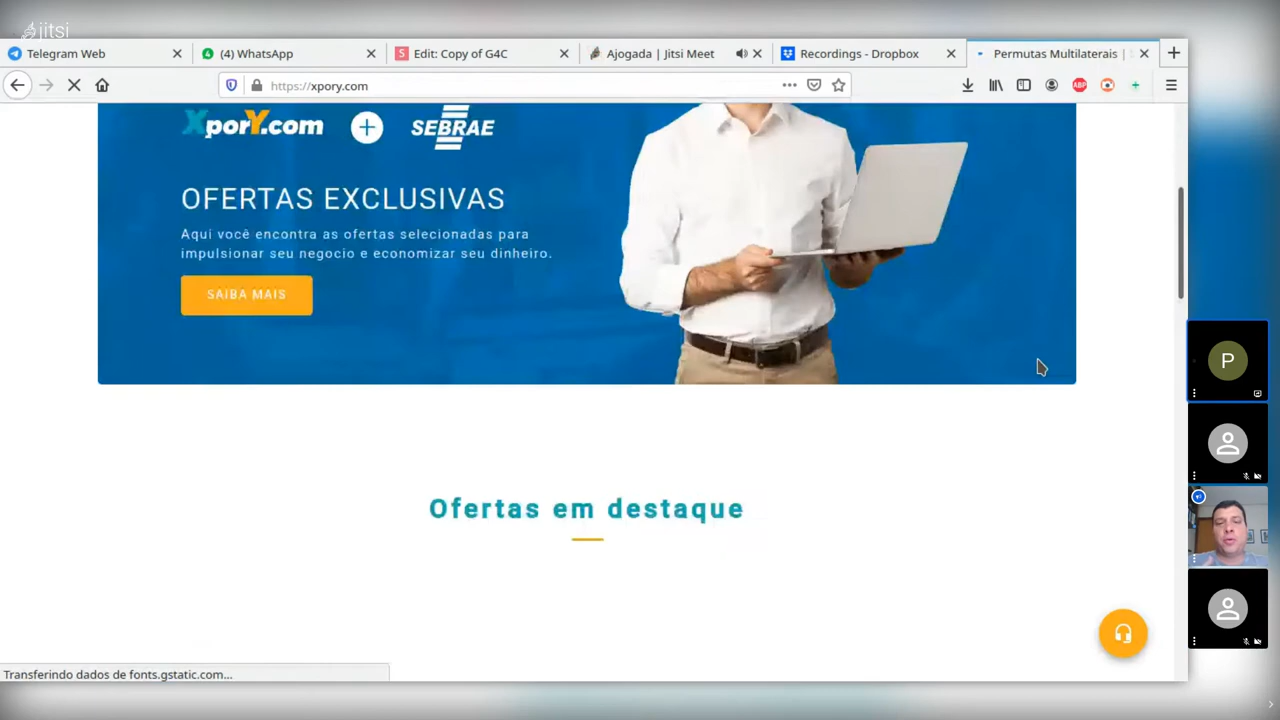 jitsi
Telegram Web
(4) WhatsApp
Edit: Copy of G4C
Ajogada | Jitsi Meet
Recordings - Dropbox
Permutas Multilaterais |
https://xpory.com
ABP
XporY.com
SEBRAE
OFERTAS EXCLUSIVAS
Aqui você encontra as ofertas selecionadas para
impulsionar seu negocio e economizar seu dinheiro.
SAIBA MAIS
P
Ofertas em destaque
Transferindo dados de fonts.gstatic.com...